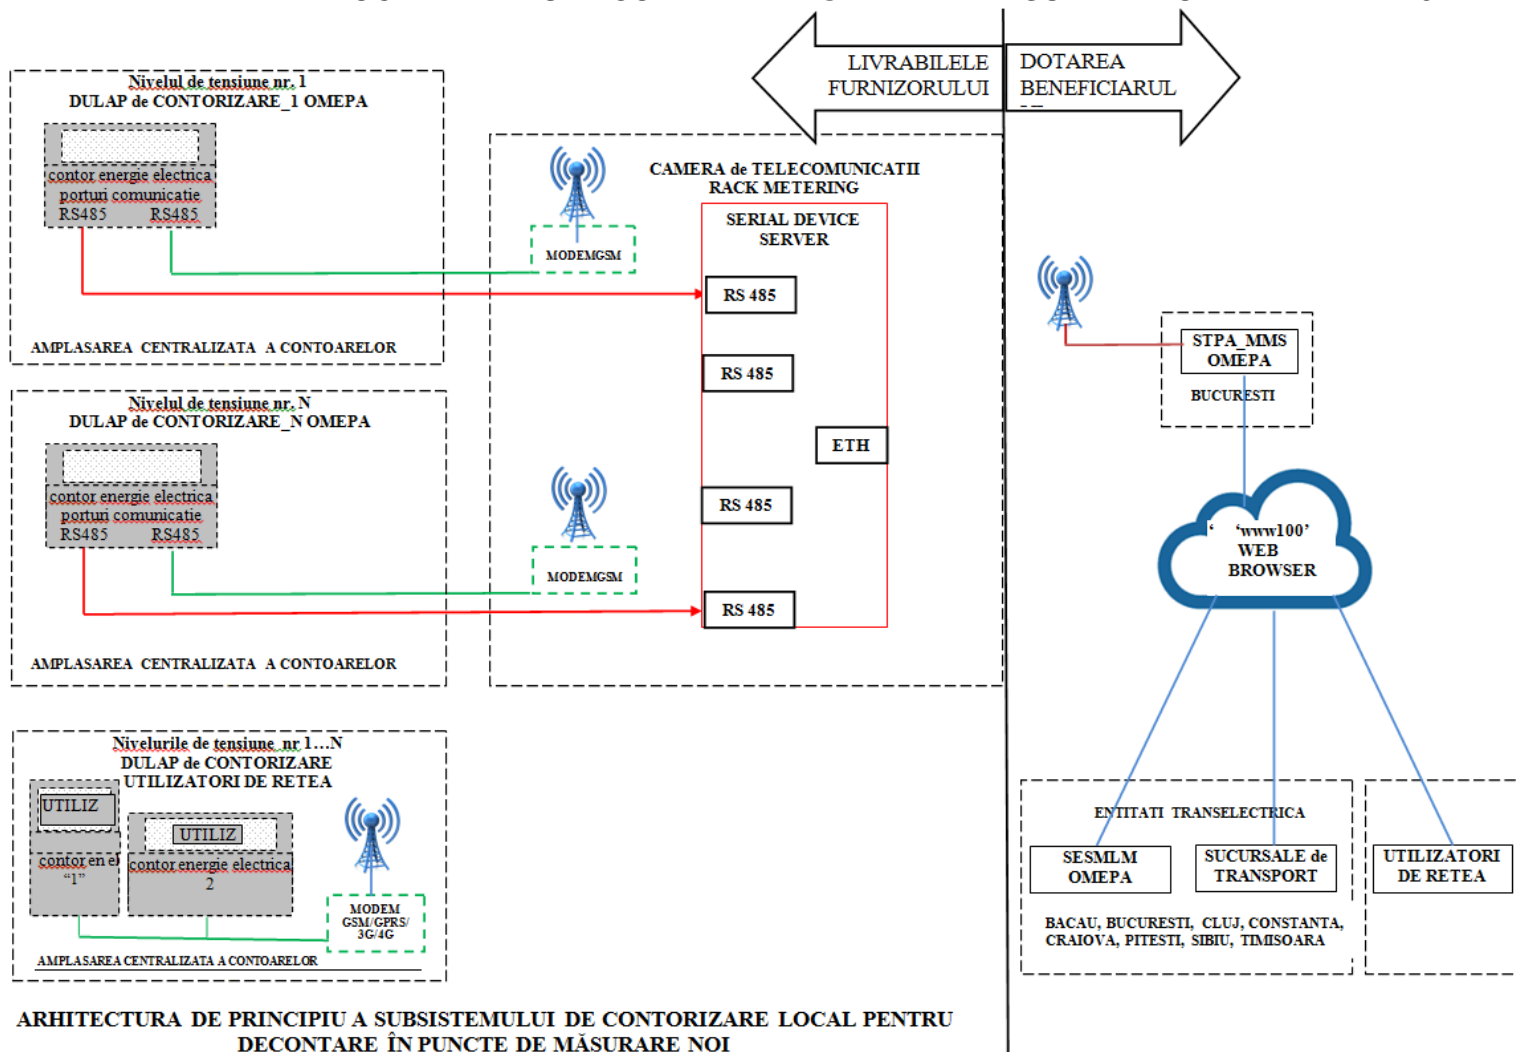 LIVRABILELE
FURNIZORULUI
DOTAREA
BENEFICIARUL
Nivelul de tensiune nr. 1
DULAP de CONTORIZARE_1 OMEPA
contor energie electrica
porturi comunicatie
RS485 RS485
AMPLASAREA CENTRALIZATA A CONTOARELOR
Nivelul de tensiune nr. N
DULAP de CONTORIZARE_N OMEPA
contor energie electrica
porturi comunicatie
RS485 RS485
AMPLASAREA CENTRALIZATA A CONTOARELOR
Nivelurile de tensiune nr 1...N
DULAP de CONTORIZARE
UTILIZATORI DE RETEA
UTILIZ
contor en el
“1”
UTILIZ
contor energie electrica
2
MODEM
GSM/GPRS/
3G/4G
AMPLASAREA CENTRALIZATA A CONTOARELOR
CAMERA de TELECOMUNICATII
RACK METERING
SERIAL DEVICE
SERVER
MODEMGSM
RS 485
RS 485
ETH
MODEMGSM
RS 485
RS 485
STPA_MMS
OMEPA
BUCURESTI
‘ ‘www100’
WEB
BROWSER
ENTITATI TRANSELECTRICA
SESMLM
OMEPA
SUCURSALE de
TRANSPORT
UTILIZATORI
DE RETEA
BACAU, BUCURESTI, CLUJ, CONSTANTA,
CRAIOVA, PITESTI, SIBIU, TIMISOARA
ARHITECTURA DE PRINCIPIU A SUBSISTEMULUI DE CONTORIZARE LOCAL PENTRU
DECONTARE ÎN PUNCTE DE MĂSURARE NOI